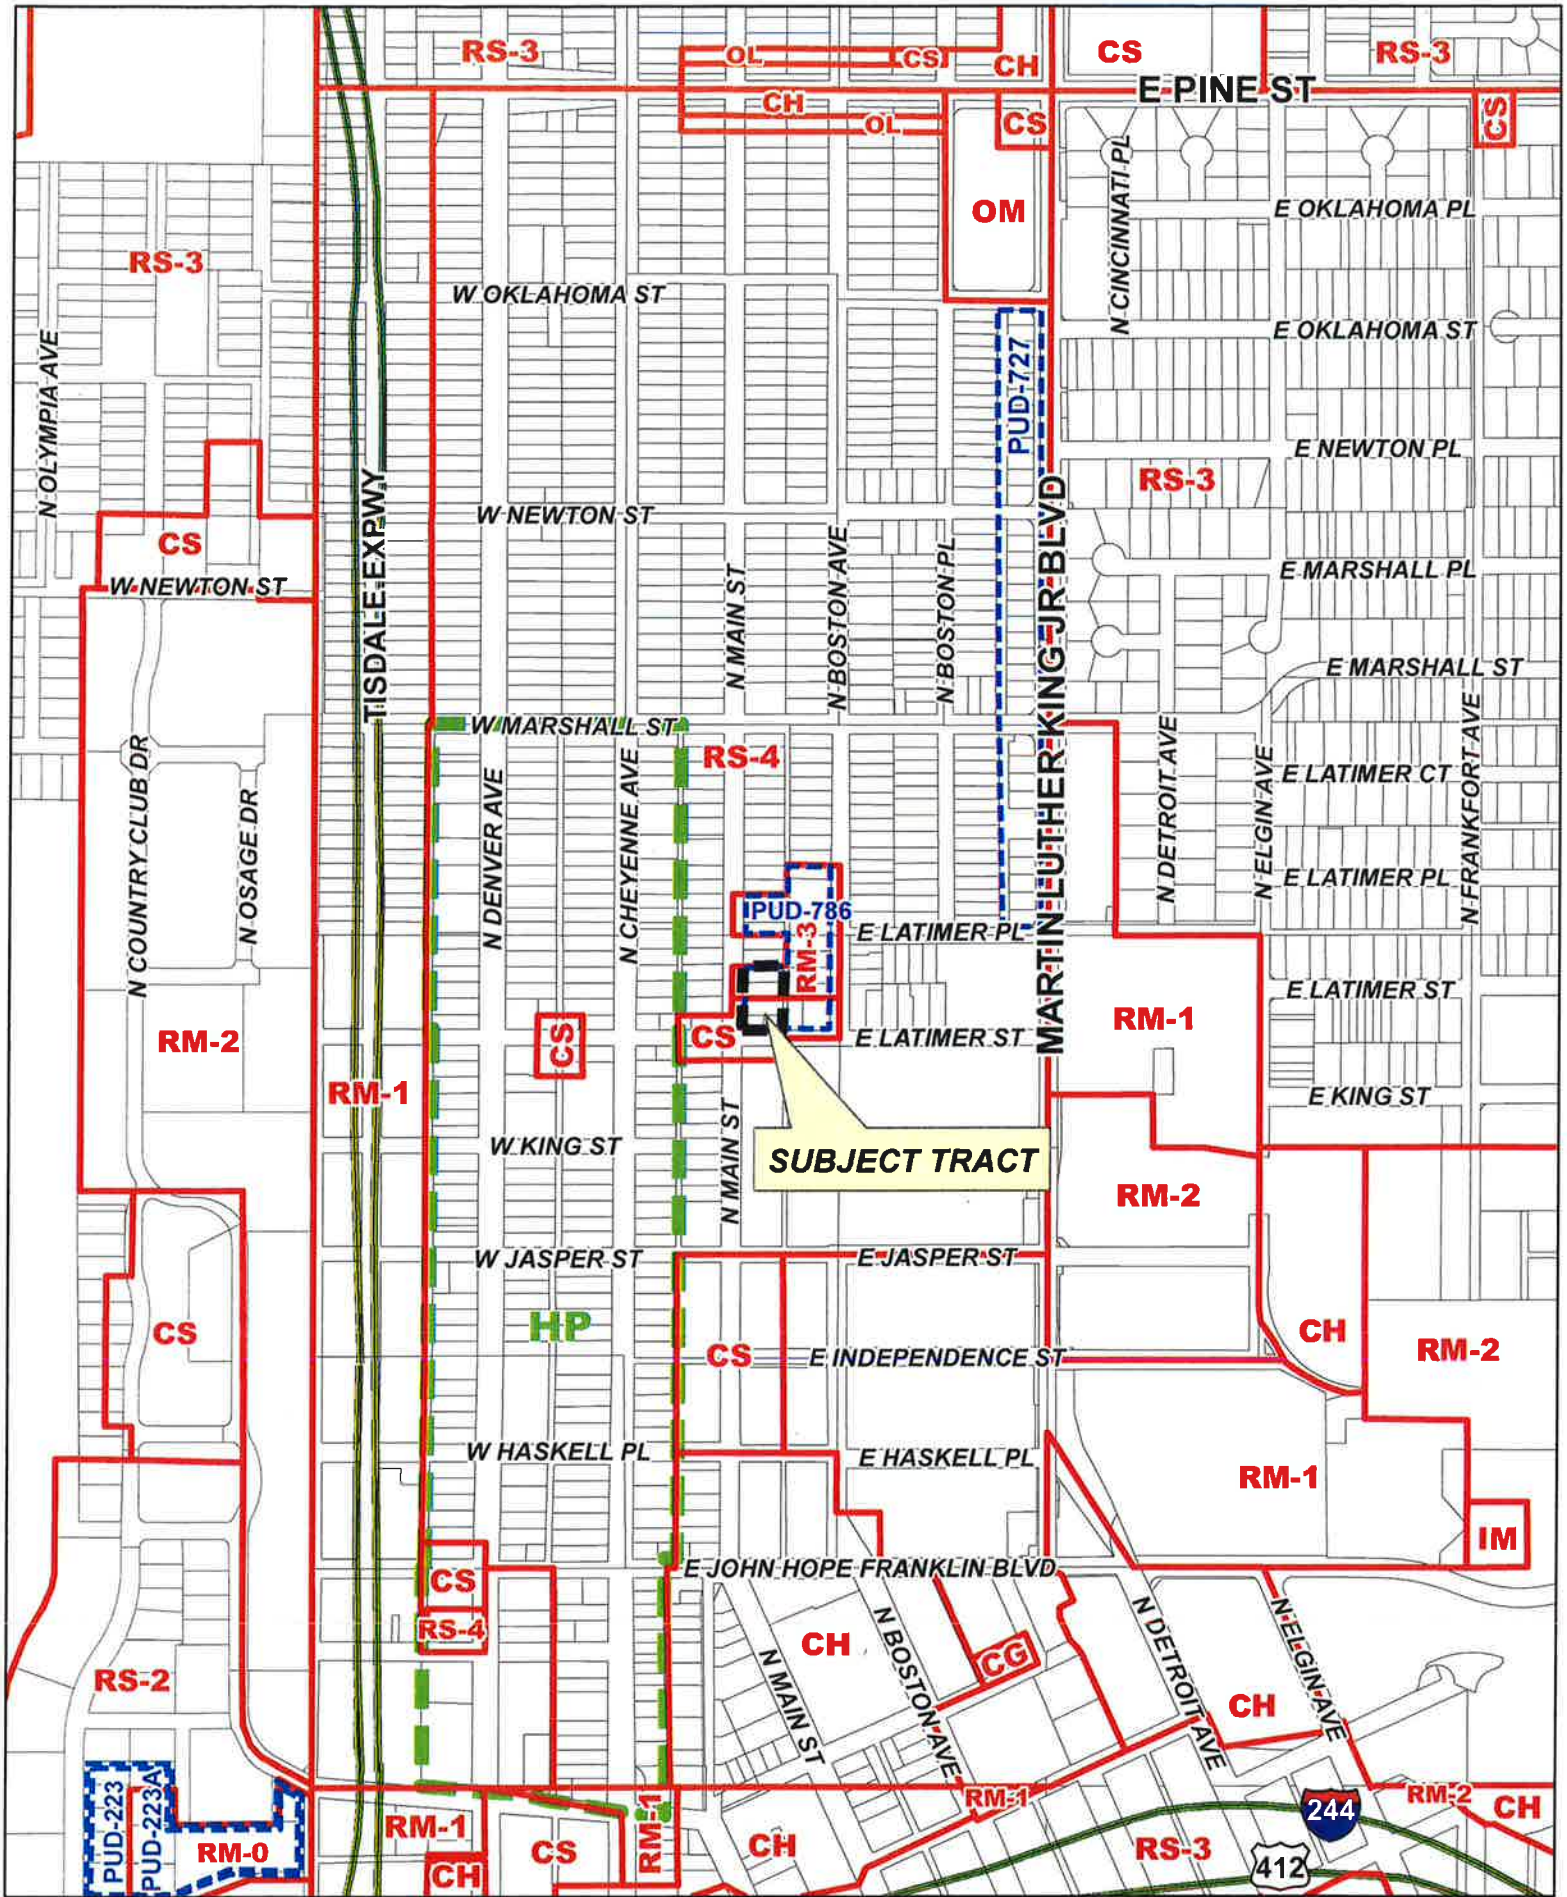 RS-3
OL
CS
CH
CS
RS-3
E PINE ST
CH
OL
CS
CS
N CINCINNATI PL
OM
E OKLAHOMA PL
RS-3
W OKLAHOMA ST
E OKLAHOMA ST
N OLYMPIA AVE
PUD-727
E NEWTON PL
RS-3
TISDALE EXPWY
W NEWTON ST
CS
W NEWTON ST
N MAIN ST
N BOSTON AVE
N BOSTON PL
MARTIN LUTHER KING JR BLVD
E MARSHALL PL
E MARSHALL ST
W MARSHALL ST
RS-4
N COUNTRY CLUB DR
N OSAGE DR
N DENVER AVE
N CHEYENNE AVE
N DETROIT AVE
N ELGIN AVE
E LATIMER CT
N FRANKFORT AVE
E LATIMER PL
PUD-786
RM-3
E LATIMER PL
E LATIMER ST
RM-2
CS
CS
E LATIMER ST
RM-1
RM-1
E KING ST
W KING ST
N MAIN ST
SUBJECT TRACT
RM-2
W JASPER ST
E JASPER ST
CS
HP
CS
E INDEPENDENCE ST
CH
RM-2
W HASKELL PL
E HASKELL PL
RM-1
IM
E JOHN HOPE FRANKLIN BLVD
CS
RS-4
RS-2
N MAIN ST
CH
N BOSTON AVE
CG
N DETROIT AVE
N ELGIN AVE
CH
PUD-223
PUD-223A
RM-0
RM-1
CH
CS
RM-1
CH
RM-1
RS-3
244
412
RM-2
CH